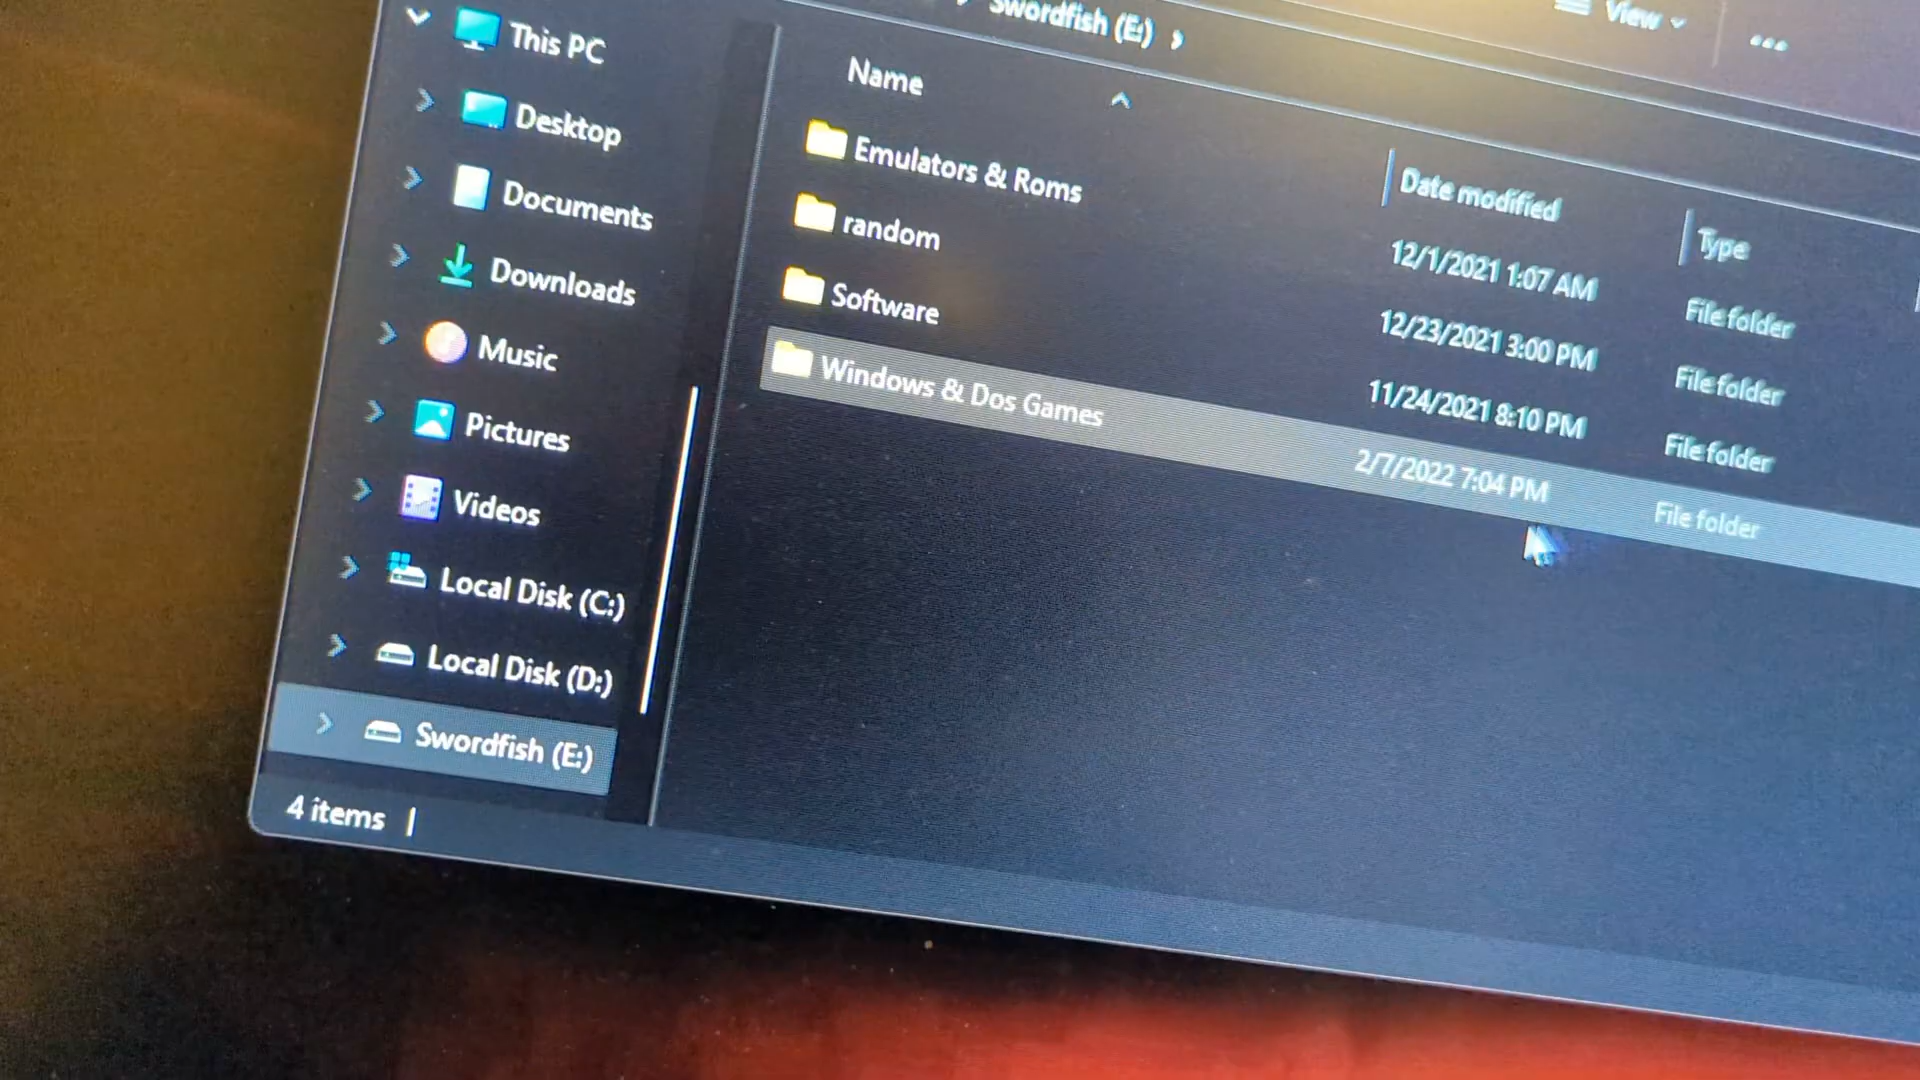 Swordfish (E:)
View
This PC
Desktop
Documents
Downloads
Music
Pictures
Videos
Local Disk (C:)
Local Disk (D:)
Swordfish (E:)
4 items
Name
Date modified
Type
Emulators & Roms
12/1/2021 1:07 AM
File folder
random
12/23/2021 3:00 PM
File folder
Software
11/24/2021 8:10 PM
File folder
Windows & Dos Games
2/7/2022 7:04 PM
File folder